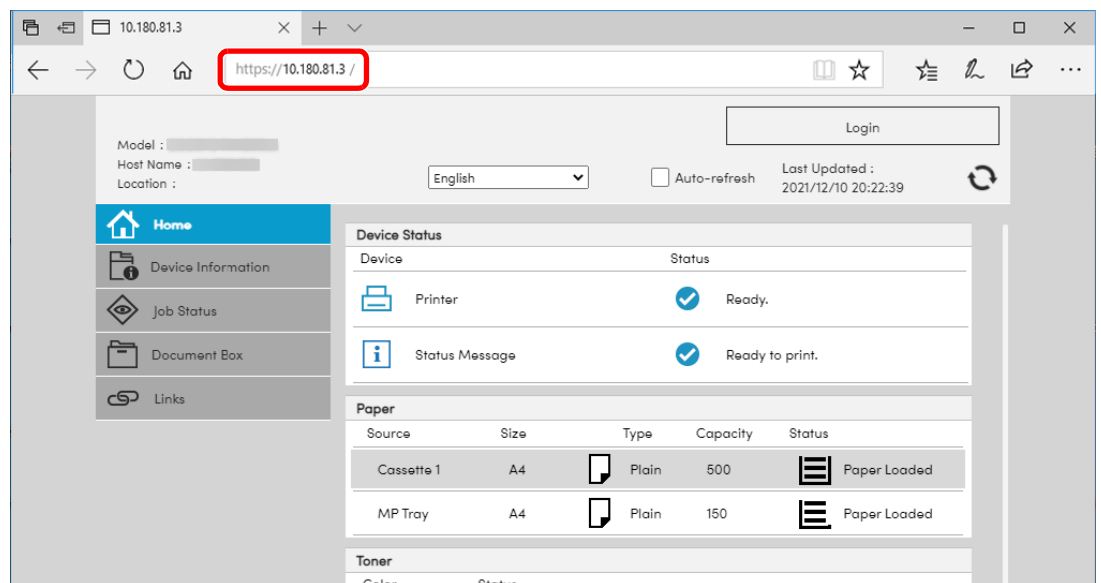 10.180.81.3
https://10.180.81.3 /
Login
Model :
Host Name :
Location :
English
Auto-refresh
Last Updated :
2021/12/10 20:22:39
Home
Device Information
Job Status
Document Box
Links
Device Status
Device Status
Printer Ready.
Status Message Ready to print.
Paper
Source Size Type Capacity Status
Cassette 1 A4 Plain 500 Paper Loaded
MP Tray A4 Plain 150 Paper Loaded
Toner
Color Status